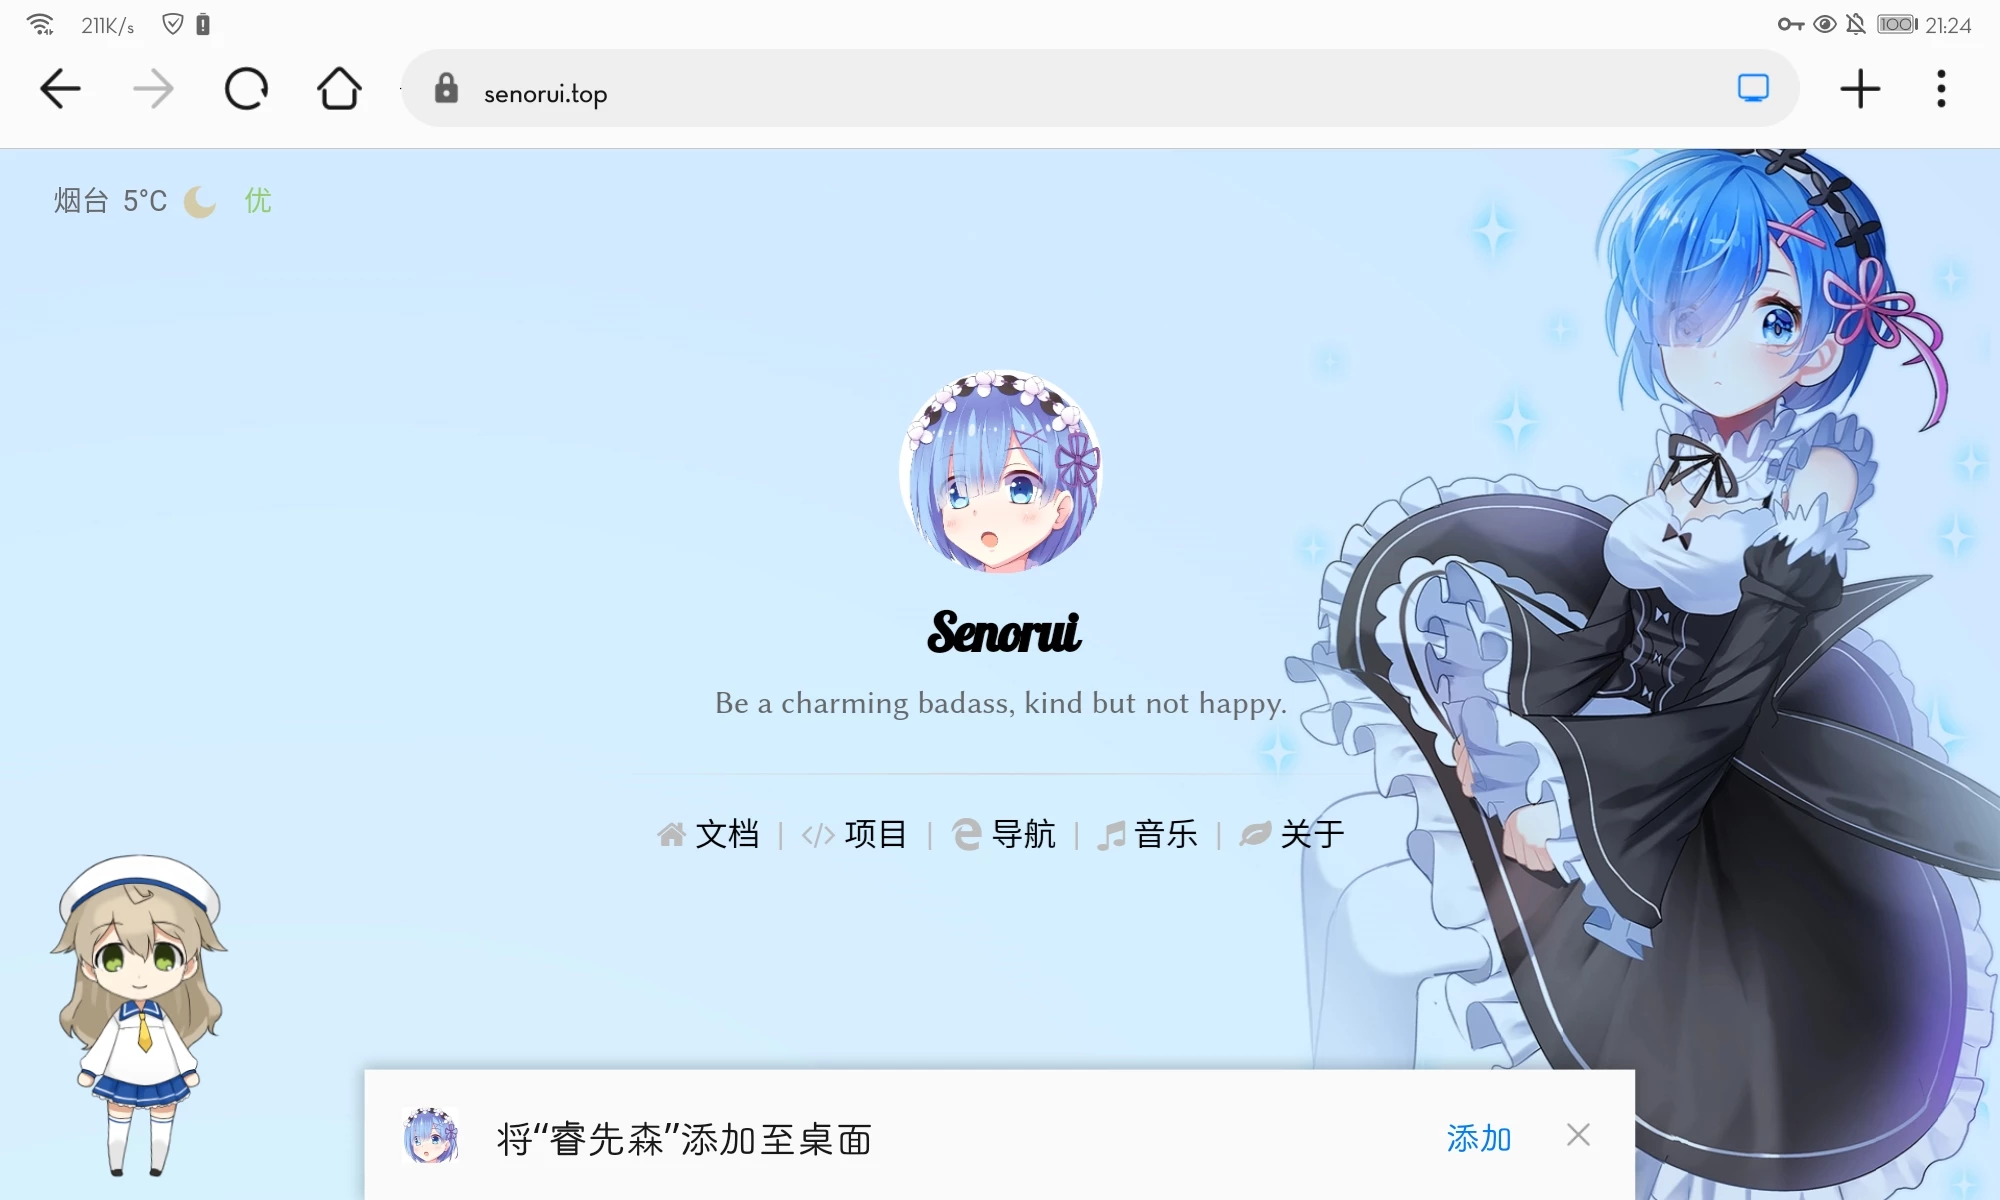 211K/s
100 21:24
senorui.top
烟台 5°C 优
Senorui
Be a charming badass, kind but not happy.
文档 | </> 项目 | 导航 | 音乐 | 关于
将“睿先森”添加至桌面 添加